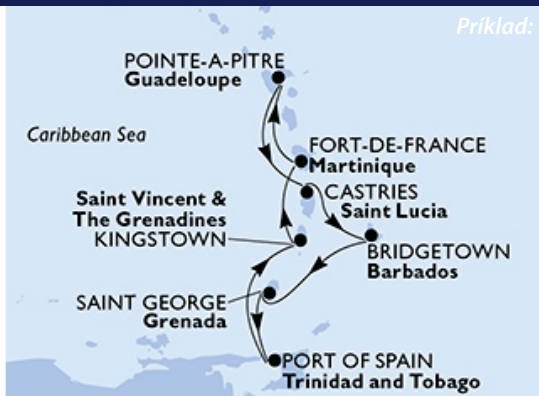 Príklad:
POINTE-A-PITRE
Guadeloupe
Caribbean Sea
FORT-DE-FRANCE
Martinique
CASTRIES
Saint Lucia
Saint Vincent &
The Grenadines
KINGSTOWN
BRIDGETOWN
Barbados
SAINT GEORGE
Grenada
PORT OF SPAIN
Trinidad and Tobago